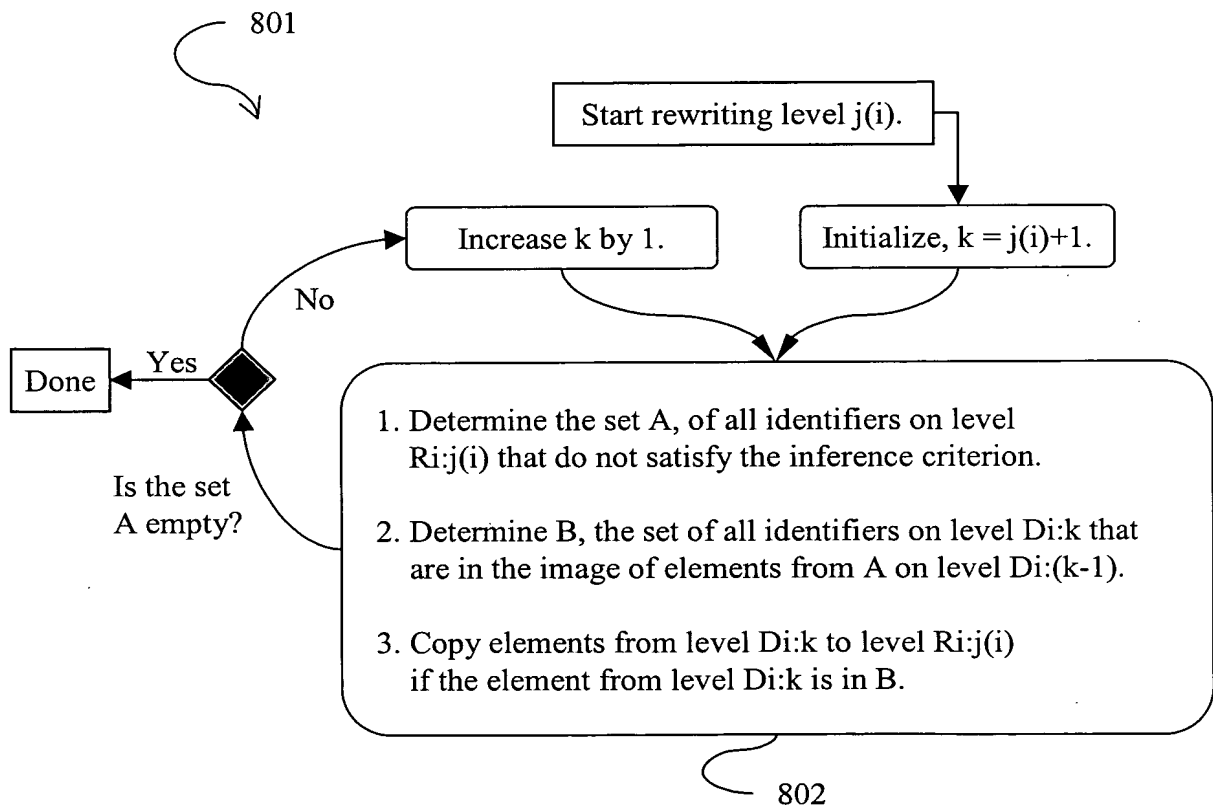 801
Start rewriting level j(i).
Increase k by 1.
Initialize, k = j(i)+1.
No
Yes
Done
Is the set
A empty?
1. Determine the set A, of all identifiers on level
Ri:j(i) that do not satisfy the inference criterion.
2. Determine B, the set of all identifiers on level Di:k that
are in the image of elements from A on level Di:(k-1).
3. Copy elements from level Di:k to level Ri:j(i)
if the element from level Di:k is in B.
802